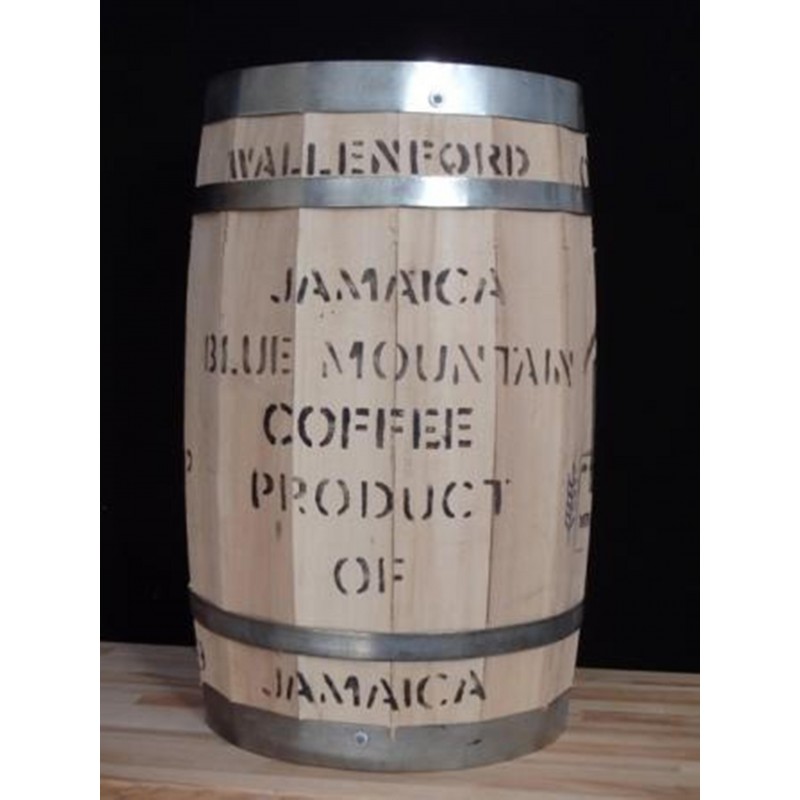 WALLENFORD
JAMAICA
BLUE MOUNTAIN
COFFEE
PRODUCT
OF
JAMAICA